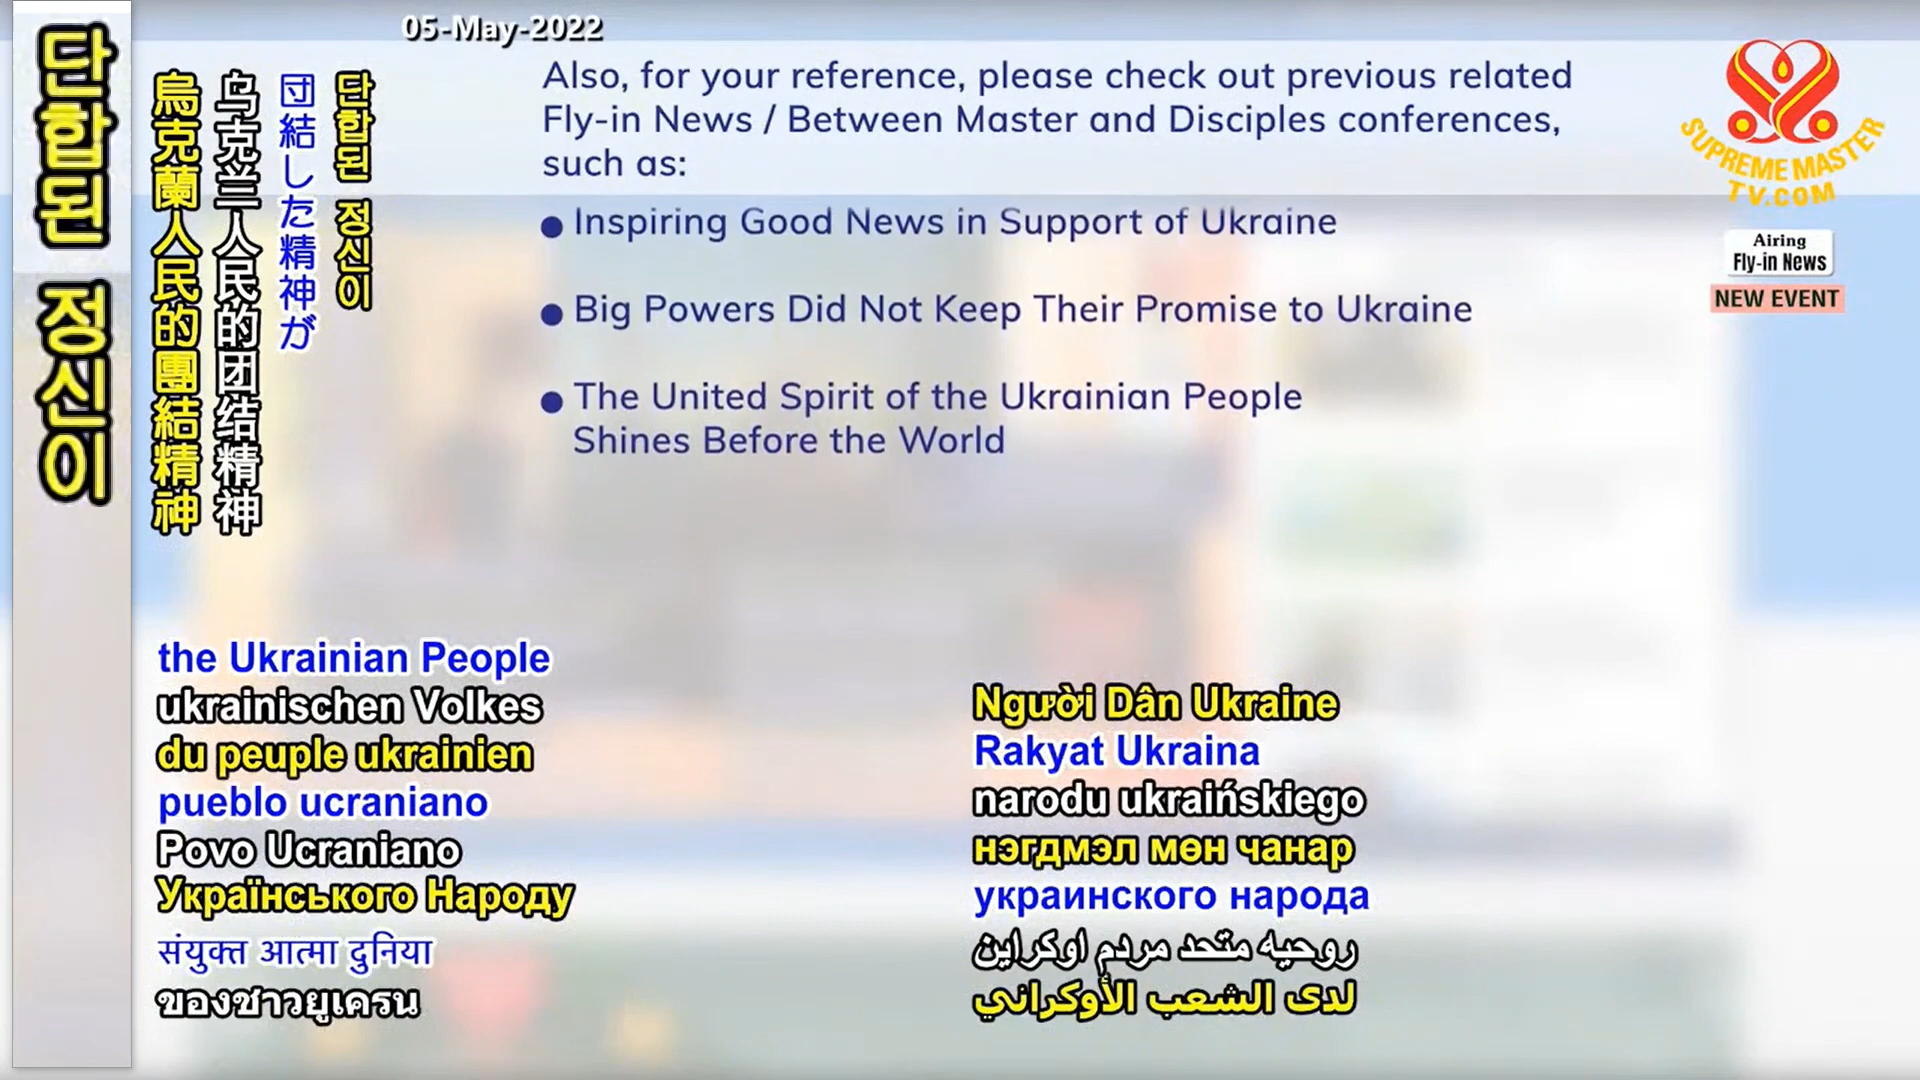 05-May-2022
단합된 정신이
烏克蘭人民的團結精神
乌克兰人民的团结精神
団結した精神が
단합된 정신이
Also, for your reference, please check out previous related
Fly-in News / Between Master and Disciples conferences,
such as:
● Inspiring Good News in Support of Ukraine
● Big Powers Did Not Keep Their Promise to Ukraine
● The United Spirit of the Ukrainian People
Shines Before the World
SUPREME MASTER
TV.COM
Airing
Fly-in News
NEW EVENT
the Ukrainian People
ukrainischen Volkes
du peuple ukrainien
pueblo ucraniano
Povo Ucraniano
Українського Народу
संयुक्त आत्मा दुनिया
ของชาวยูเครน
Người Dân Ukraine
Rakyat Ukraina
narodu ukraińskiego
нэгдмэл мөн чанар
украинского народа
روحیه متحد مردم اوکراین
لدى الشعب الأوكراني